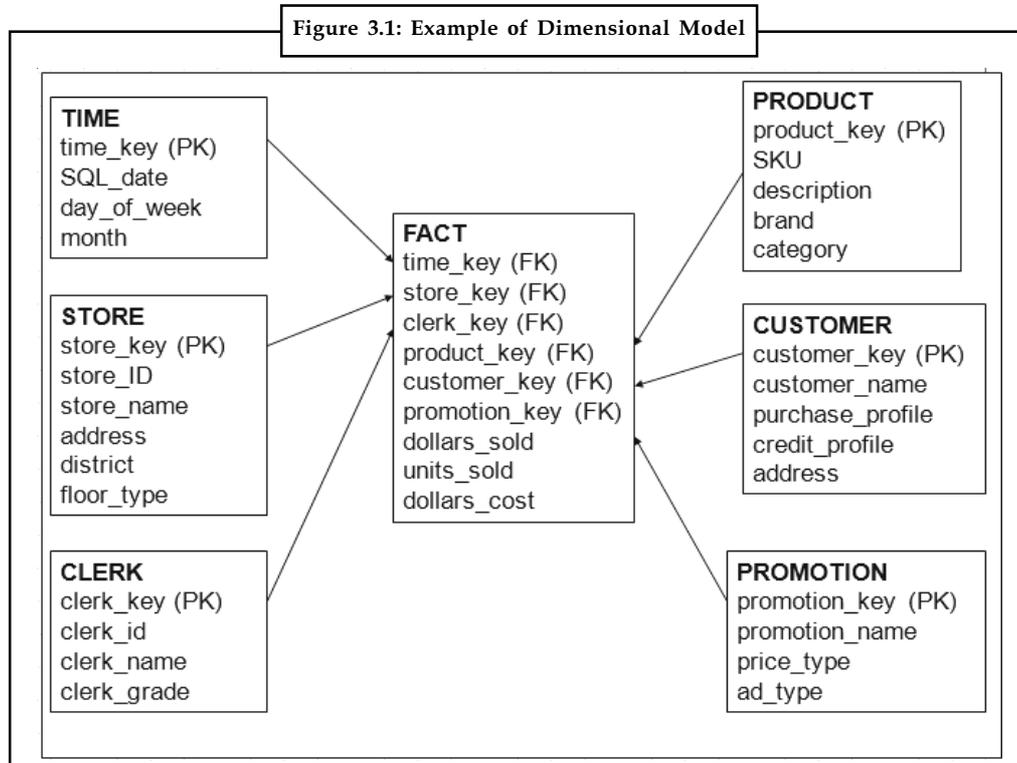 Figure 3.1: Example of Dimensional Model
TIME
time_key (PK)
SQL_date
day_of_week
month
STORE
store_key (PK)
store_ID
store_name
address
district
floor_type
CLERK
clerk_key (PK)
clerk_id
clerk_name
clerk_grade
FACT
time_key (FK)
store_key (FK)
clerk_key (FK)
product_key (FK)
customer_key (FK)
promotion_key (FK)
dollars_sold
units_sold
dollars_cost
PRODUCT
product_key (PK)
SKU
description
brand
category
CUSTOMER
customer_key (PK)
customer_name
purchase_profile
credit_profile
address
PROMOTION
promotion_key (PK)
promotion_name
price_type
ad_type